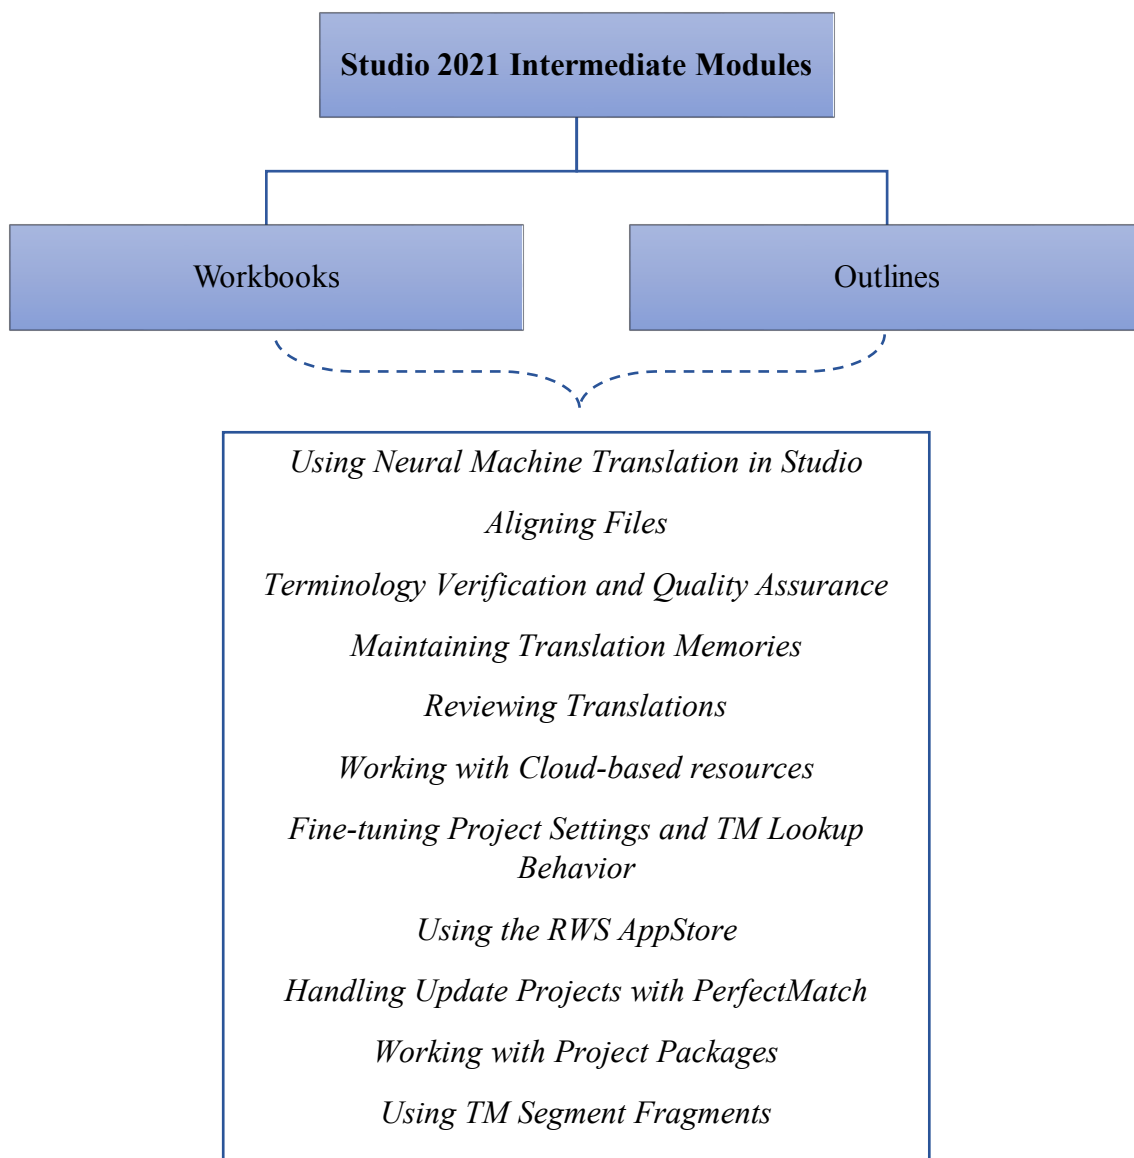 Studio 2021 Intermediate Modules
Workbooks
Outlines
Using Neural Machine Translation in Studio
Aligning Files
Terminology Verification and Quality Assurance
Maintaining Translation Memories
Reviewing Translations
Working with Cloud-based resources
Fine-tuning Project Settings and TM Lookup
Behavior
Using the RWS AppStore
Handling Update Projects with PerfectMatch
Working with Project Packages
Using TM Segment Fragments